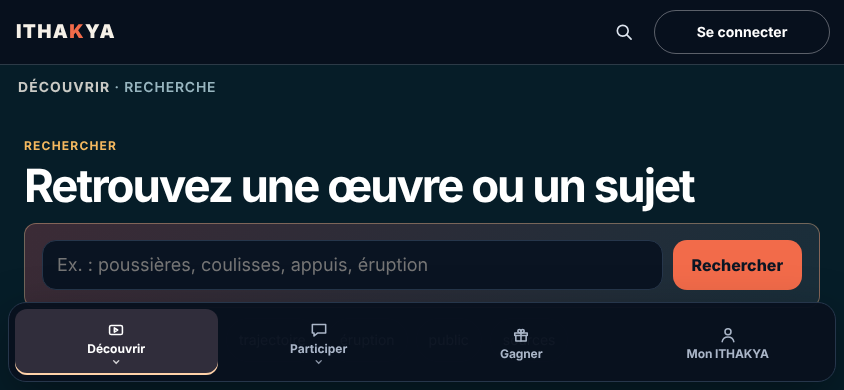 ITHAKYA
Se connecter
DÉCOUVRIR · RECHERCHE
RECHERCHER
Retrouvez une œuvre ou un sujet
Ex. : poussières, coulisses, appuis, éruption
Rechercher
Découvrir
Participer
Gagner
Mon ITHAKYA